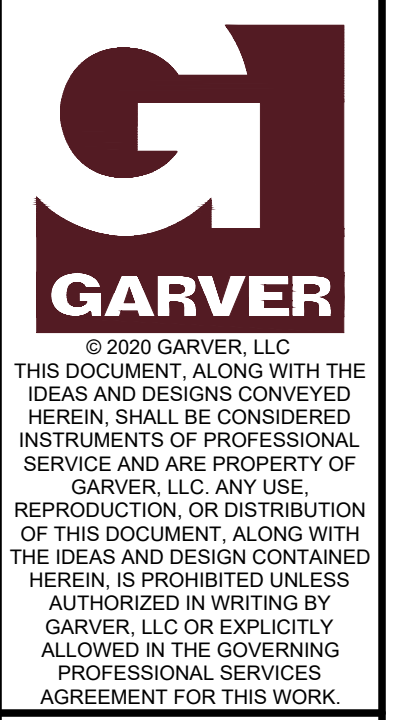 GARVER
© 2020 GARVER, LLC
THIS DOCUMENT, ALONG WITH THE
IDEAS AND DESIGNS CONVEYED
HEREIN, SHALL BE CONSIDERED
INSTRUMENTS OF PROFESSIONAL
SERVICE AND ARE PROPERTY OF
GARVER, LLC. ANY USE,
REPRODUCTION, OR DISTRIBUTION
OF THIS DOCUMENT, ALONG WITH
THE IDEAS AND DESIGN CONTAINED
HEREIN, IS PROHIBITED UNLESS
AUTHORIZED IN WRITING BY
GARVER, LLC OR EXPLICITLY
ALLOWED IN THE GOVERNING
PROFESSIONAL SERVICES
AGREEMENT FOR THIS WORK.